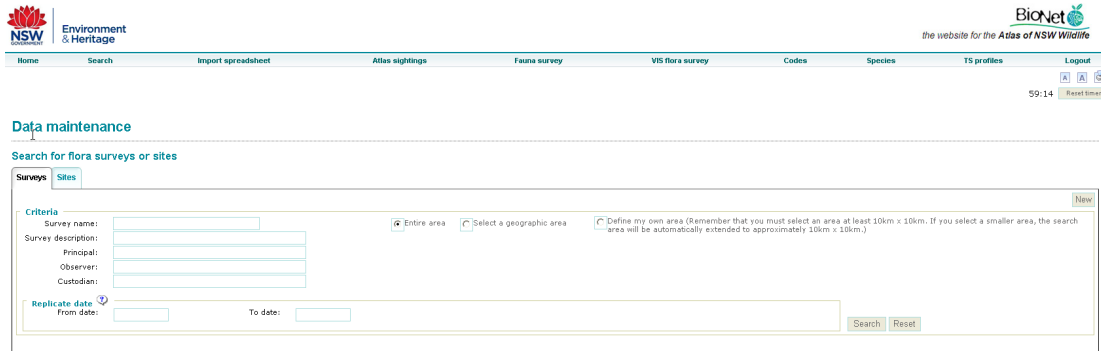 NSW
GOVERNMENT
Environment
& Heritage
BioNet
the website for the Atlas of NSW Wildlife
Home Search Import spreadsheet Atlas sightings Fauna survey VIS flora survey Codes Species TS profiles Logout
A A
59:14 Reset timer
Data maintenance
Search for flora surveys or sites
Surveys Sites
New
Criteria
Survey name: Entire area Select a geographic area Define my own area (Remember that you must select an area at least 10km x 10km. If you select a smaller area, the search
area will be automatically extended to approximately 10km x 10km.)
Survey description:
Principal:
Observer:
Custodian:
Replicate date ?
From date: To date:
Search Reset